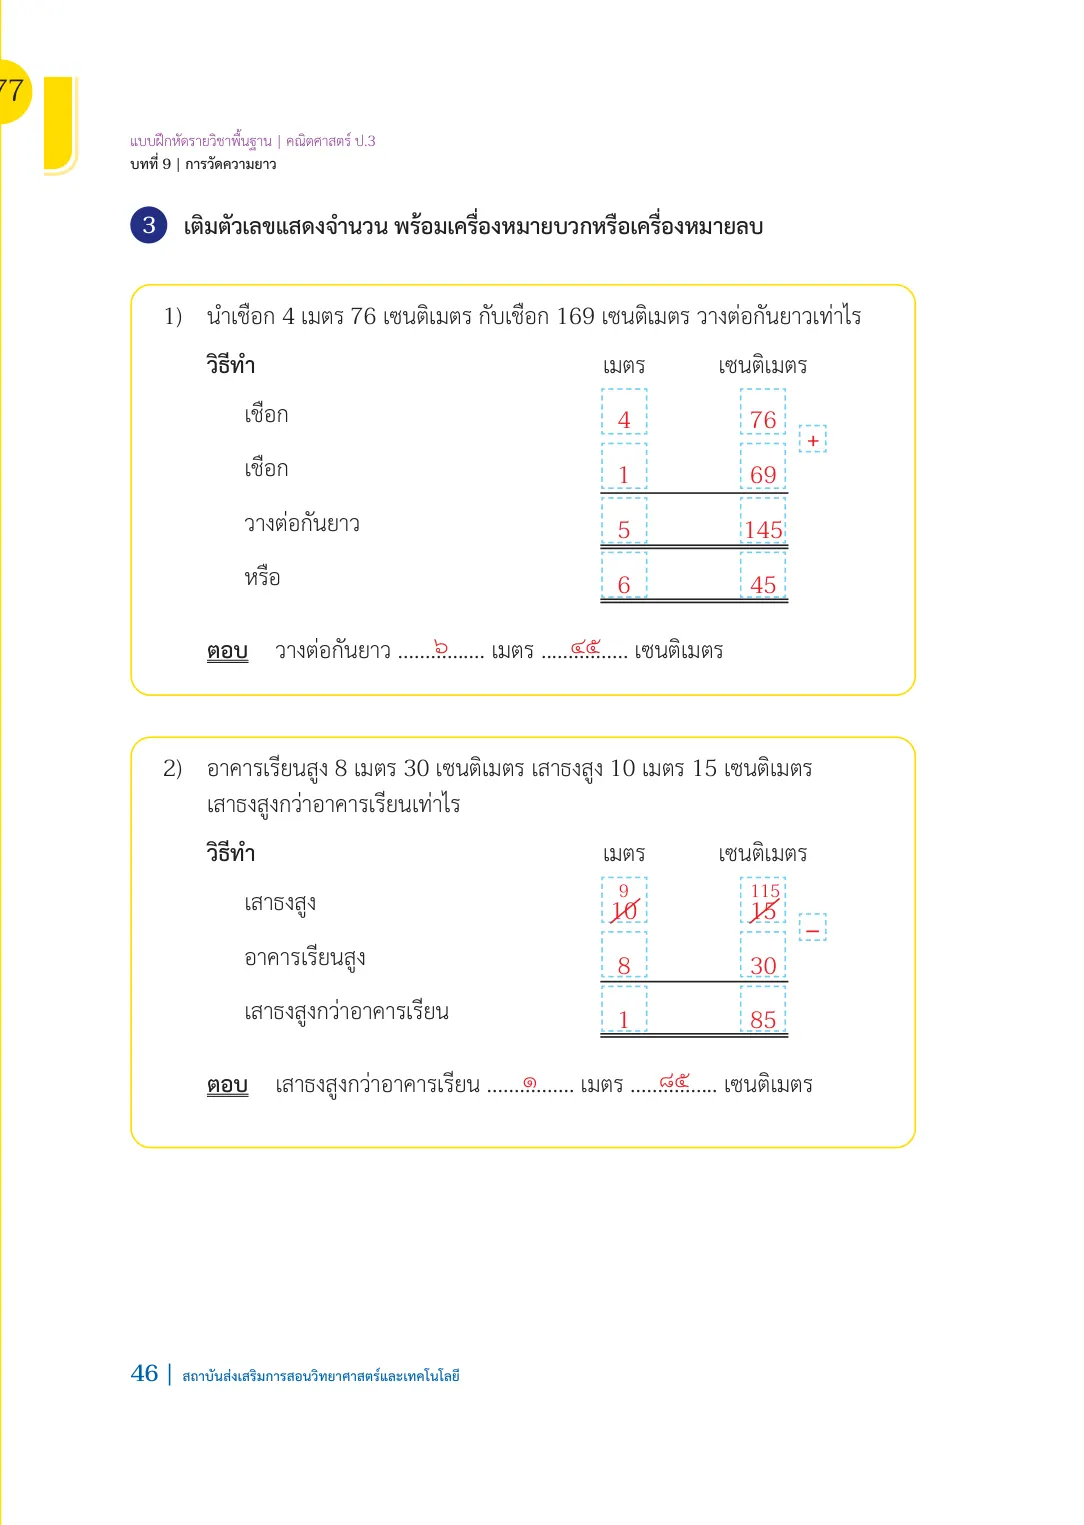 77
แบบฝึกหัดรายวิชาพื้นฐาน | คณิตศาสตร์ ป.3
บทที่ 9 | การวัดความยาว
3 เติมตัวเลขแสดงจำนวน พร้อมเครื่องหมายบวกหรือเครื่องหมายลบ
1) นำเชือก 4 เมตร 76 เซนติเมตร กับเชือก 169 เซนติเมตร วางต่อกันยาวเท่าไร
วิธีทำ เมตร เซนติเมตร
เชือก 4 76
+
เชือก 1 69
วางต่อกันยาว 5 145
หรือ 6 45
ตอบ วางต่อกันยาว ......๖...... เมตร ......๔๕...... เซนติเมตร
2) อาคารเรียนสูง 8 เมตร 30 เซนติเมตร เสาธงสูง 10 เมตร 15 เซนติเมตร
เสาธงสูงกว่าอาคารเรียนเท่าไร
วิธีทำ เมตร เซนติเมตร
9 115
เสาธงสูง 10 15
–
อาคารเรียนสูง 8 30
เสาธงสูงกว่าอาคารเรียน 1 85
ตอบ เสาธงสูงกว่าอาคารเรียน ......๑...... เมตร ......๘๕...... เซนติเมตร
46 | สถาบันส่งเสริมการสอนวิทยาศาสตร์และเทคโนโลยี